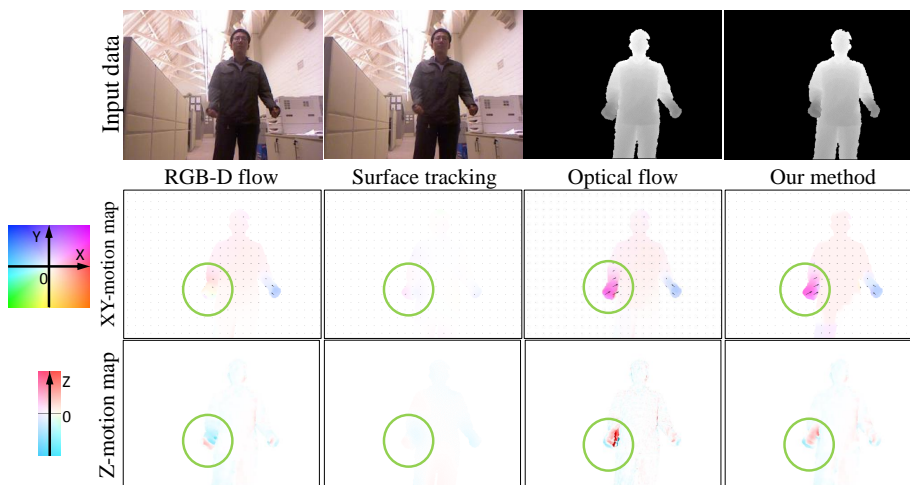 Input data
RGB-D flow
Surface tracking
Optical flow
Our method
XY-motion map
Y
X
0
Z-motion map
Z
0